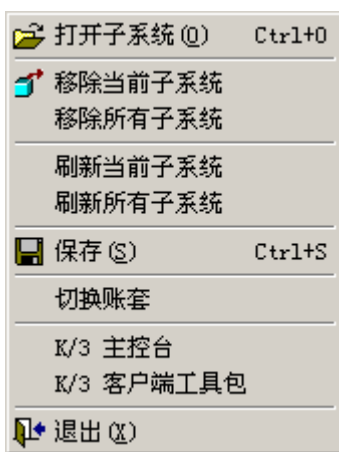 打开子系统(O) Ctrl+O
移除当前子系统
移除所有子系统
刷新当前子系统
刷新所有子系统
保存(S) Ctrl+S
切换账套
K/3 主控台
K/3 客户端工具包
退出(X)